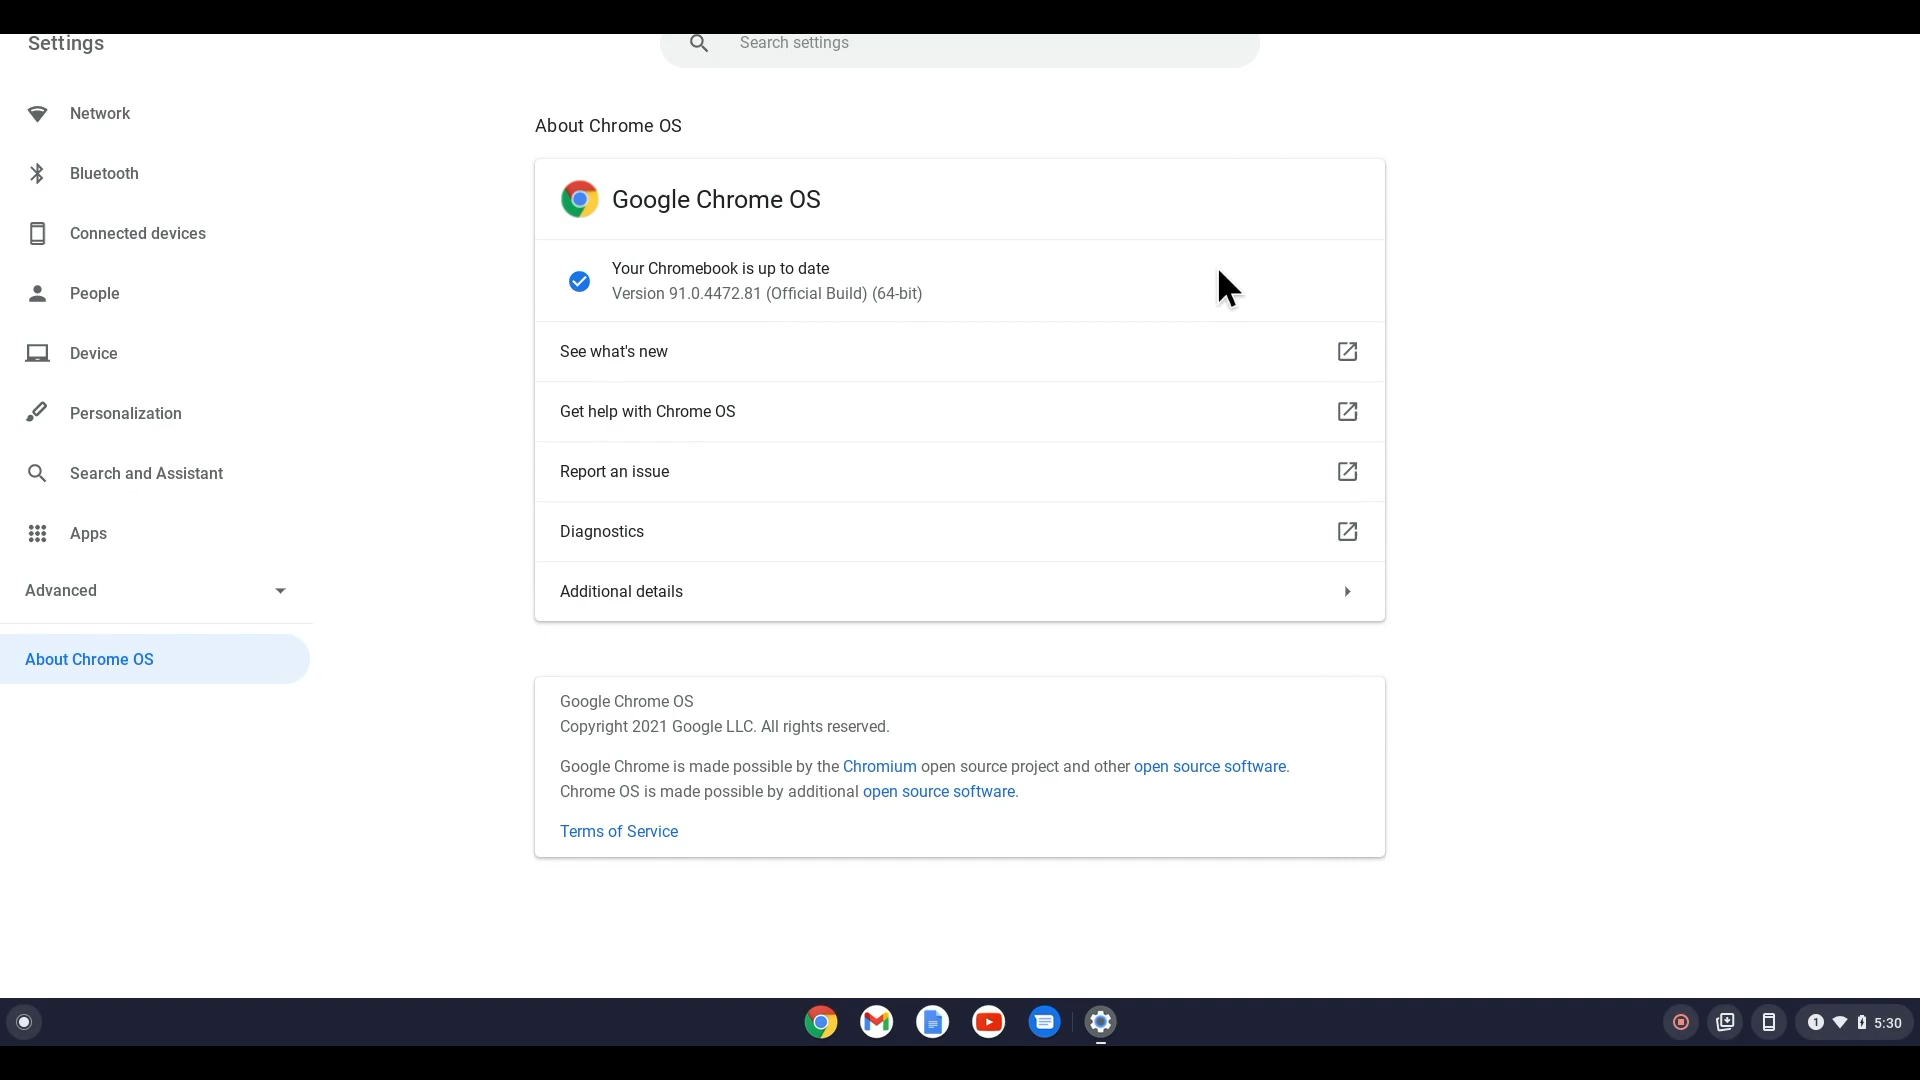 Settings
Search settings
Network
Bluetooth
Connected devices
People
Device
Personalization
Search and Assistant
Apps
Advanced
About Chrome OS
About Chrome OS
Google Chrome OS
Your Chromebook is up to date
Version 91.0.4472.81 (Official Build) (64-bit)
See what's new
Get help with Chrome OS
Report an issue
Diagnostics
Additional details
Google Chrome OS
Copyright 2021 Google LLC. All rights reserved.
Google Chrome is made possible by the Chromium open source project and other open source software.
Chrome OS is made possible by additional open source software.
Terms of Service
1 5:30